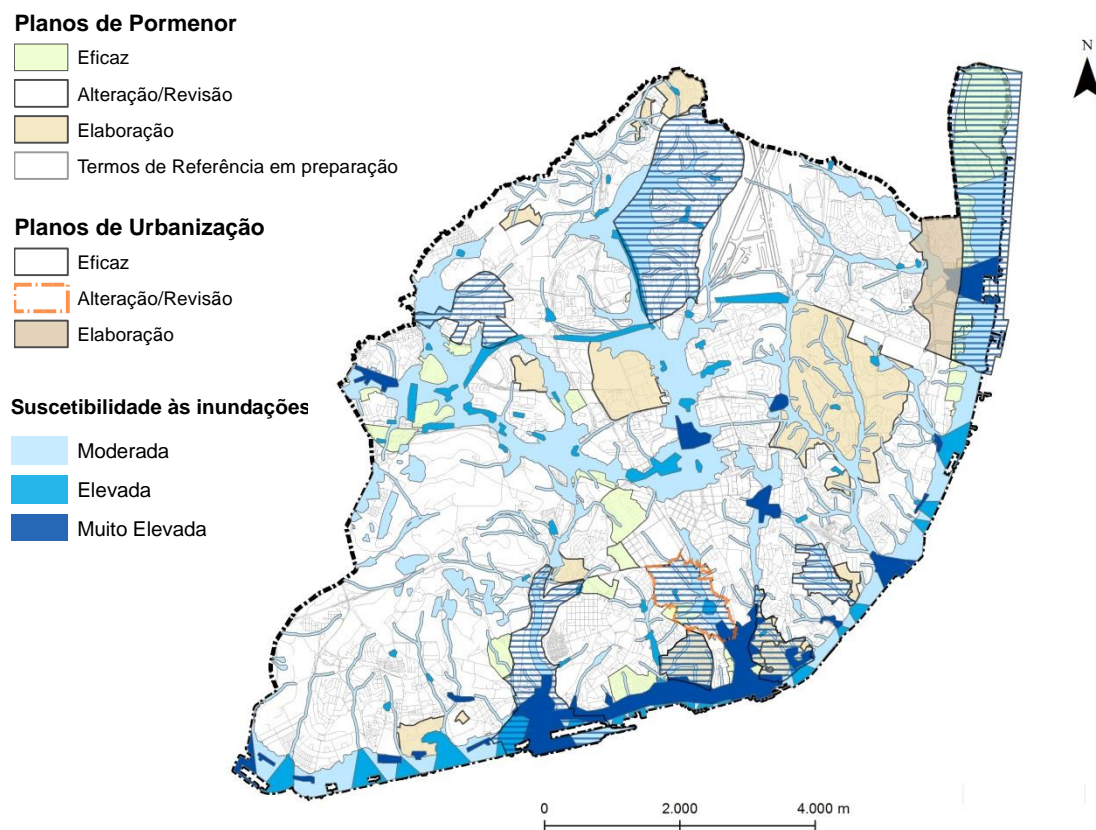 Planos de Pormenor
Eficaz
Alteração/Revisão
Elaboração
Termos de Referência em preparação
Planos de Urbanização
Eficaz
Alteração/Revisão
Elaboração
Suscetibilidade às inundações
Moderada
Elevada
Muito Elevada
N
0 2.000 4.000 m